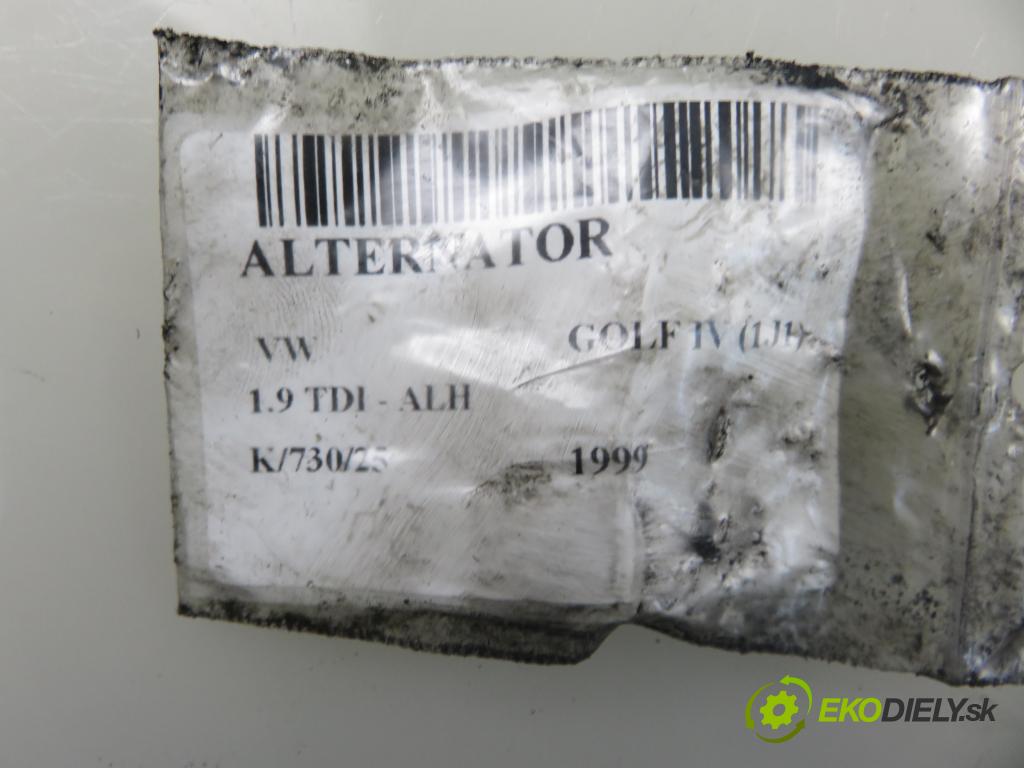 ALTERNATOR
VW GOLF IV (1J1)
1.9 TDI - ALH
K/730/25 1999
EKODIELY.sk